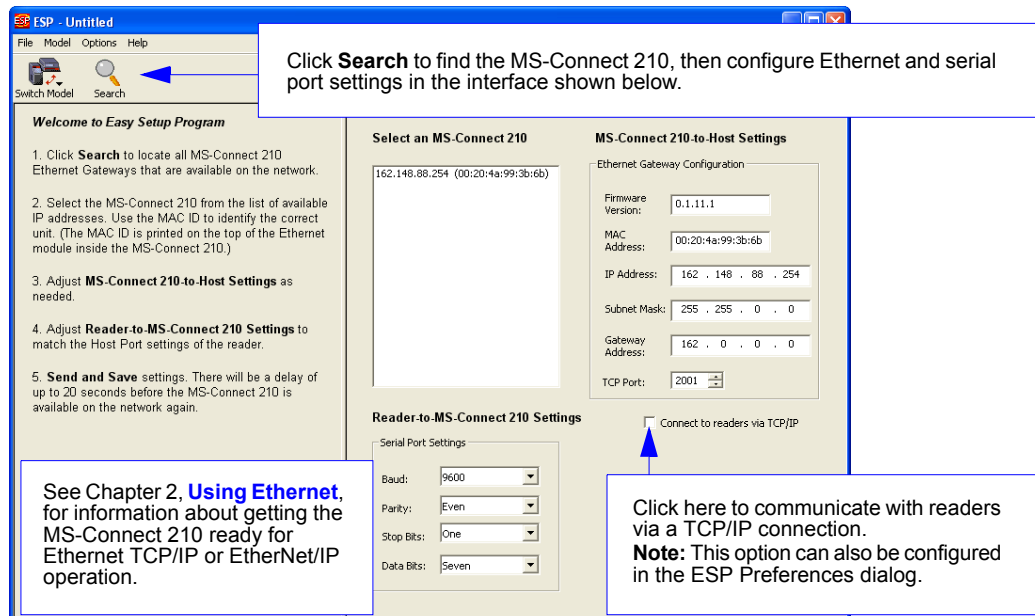 ESP - Untitled
File Model Options Help
Switch Model Search
Click Search to find the MS-Connect 210, then configure Ethernet and serial
port settings in the interface shown below.
Welcome to Easy Setup Program
1. Click Search to locate all MS-Connect 210
Ethernet Gateways that are available on the network.
2. Select the MS-Connect 210 from the list of available
IP addresses. Use the MAC ID to identify the correct
unit. (The MAC ID is printed on the top of the Ethernet
module inside the MS-Connect 210.)
3. Adjust MS-Connect 210-to-Host Settings as
needed.
4. Adjust Reader-to-MS-Connect 210 Settings to
match the Host Port settings of the reader.
5. Send and Save settings. There will be a delay of
up to 20 seconds before the MS-Connect 210 is
available on the network again.
See Chapter 2, Using Ethernet,
for information about getting the
MS-Connect 210 ready for
Ethernet TCP/IP or EtherNet/IP
operation.
Select an MS-Connect 210
162.148.88.254 (00:20:4a:99:3b:6b)
MS-Connect 210-to-Host Settings
Ethernet Gateway Configuration
Firmware
Version: 0.1.11.1
MAC
Address: 00:20:4a:99:3b:6b
IP Address: 162 . 148 . 88 . 254
Subnet Mask: 255 . 255 . 0 . 0
Gateway
Address: 162 . 0 . 0 . 0
TCP Port: 2001
Reader-to-MS-Connect 210 Settings
Serial Port Settings
Baud: 9600
Parity: Even
Stop Bits: One
Data Bits: Seven
Connect to readers via TCP/IP
Click here to communicate with readers
via a TCP/IP connection.
Note: This option can also be configured
in the ESP Preferences dialog.